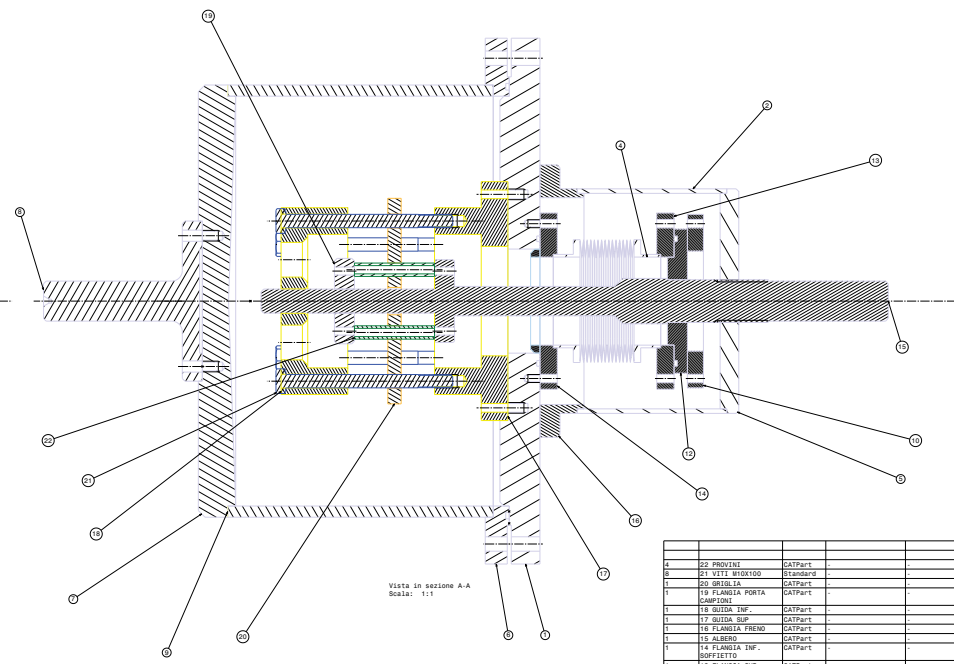 19
2
4
13
8
15
22
10
12
21
5
14
18
16
17
7
Vista in sezione A-A
Scala: 1:1
20
6
1
9
4 22 PROVINI CATPart - -
8 21 VITI M10X100 Standard - -
1 20 GRIGLIA CATPart - -
1 19 FLANGIA PORTA CATPart - -
CAMPIONI
1 18 GUIDA INF. CATPart - -
1 17 GUIDA SUP CATPart - -
1 16 FLANGIA FRENO CATPart - -
1 15 ALBERO CATPart - -
1 14 FLANGIA INF. CATPart - -
SOFFIETTO